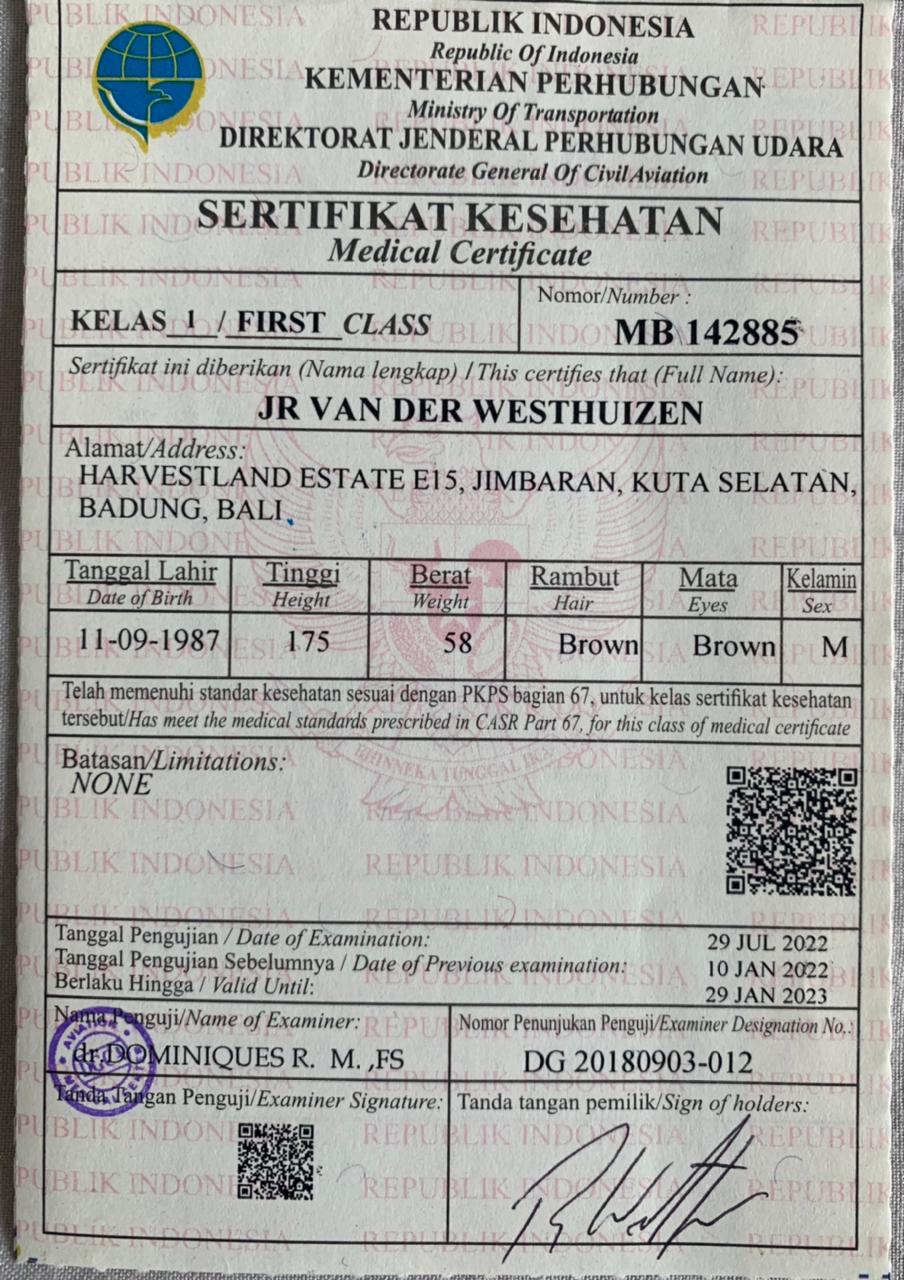 REPUBLIK INDONESIA
Republic Of Indonesia
KEMENTERIAN PERHUBUNGAN
Ministry Of Transportation
DIREKTORAT JENDERAL PERHUBUNGAN UDARA
Directorate General Of Civil Aviation
SERTIFIKAT KESEHATAN
Medical Certificate
KELAS 1 / FIRST CLASS
Nomor/Number :
MB 142885
Sertifikat ini diberikan (Nama lengkap) / This certifies that (Full Name):
JR VAN DER WESTHUIZEN
Alamat/Address:
HARVESTLAND ESTATE E15, JIMBARAN, KUTA SELATAN,
BADUNG, BALI
Tanggal Lahir Tinggi Berat Rambut Mata Kelamin
Date of Birth Height Weight Hair Eyes Sex
11-09-1987 175 58 Brown Brown M
Telah memenuhi standar kesehatan sesuai dengan PKPS bagian 67, untuk kelas sertifikat kesehatan
tersebut/Has meet the medical standards prescribed in CASR Part 67, for this class of medical certificate
BHINNEKA TUNGGAL IKA
Batasan/Limitations:
NONE
Tanggal Pengujian / Date of Examination: 29 JUL 2022
Tanggal Pengujian Sebelumnya / Date of Previous examination: 10 JAN 2022
Berlaku Hingga / Valid Until: 29 JAN 2023
Nama Penguji/Name of Examiner:
dr.DOMINIQUES R. M. ,FS
Nomor Penunjukan Penguji/Examiner Designation No.:
DG 20180903-012
Tanda Tangan Penguji/Examiner Signature:
Tanda tangan pemilik/Sign of holders:
AVIATION